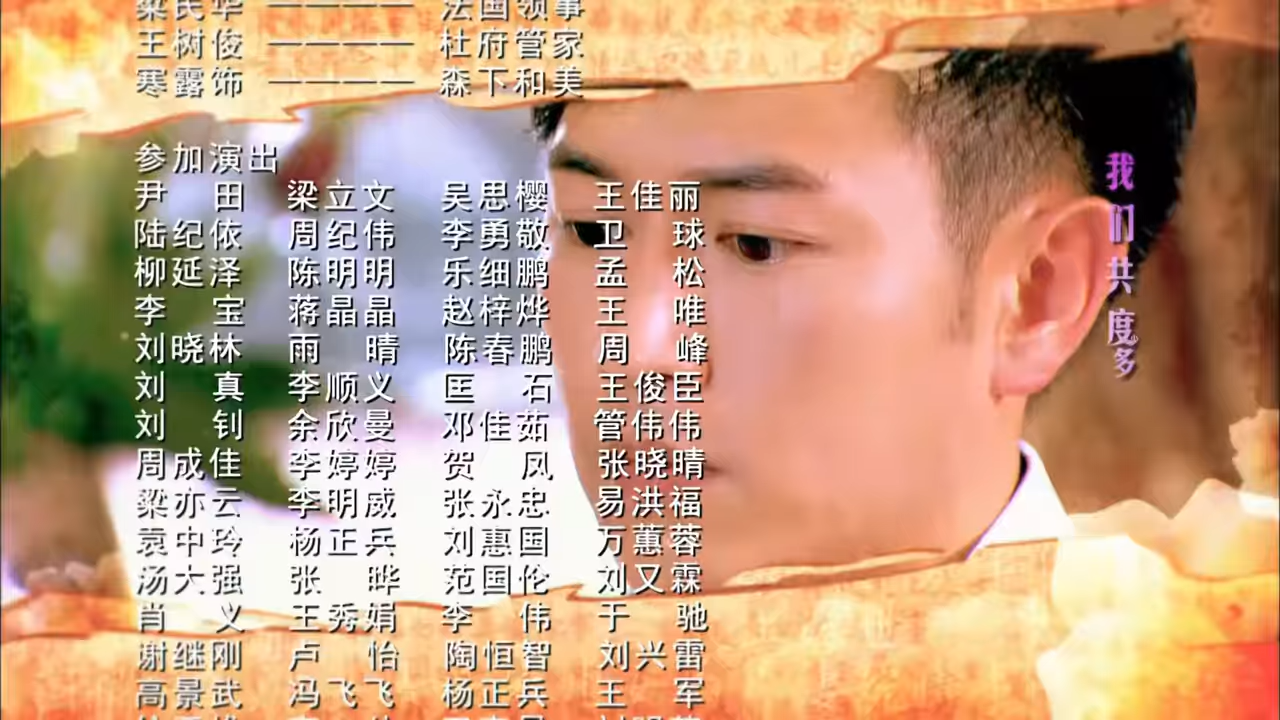 梁民华 ———— 法国领事
王树俊 ———— 杜府管家
寒露饰 ———— 森下和美
参加演出
尹田 梁立文 吴思樱 王佳丽
陆纪依 周纪伟 李勇敬 卫球
柳延泽 陈明明 乐细鹏 孟松
李宝 蒋晶晶 赵梓烨 王唯
刘晓林 雨晴 陈春鹏 周峰
刘真 李顺义 匡石 王俊臣
刘钊 余欣曼 邓佳茹 管伟伟
周成佳 李婷婷 贺凤 张晓晴
梁亦云 李明威 张永忠 易洪福
袁中玲 杨正兵 刘惠国 万蕙蓉
汤大强 张晔 范国伦 刘又霖
肖义 王秀娟 李伟 于驰
谢继刚 卢怡 陶恒智 刘兴雷
高景武 冯飞飞 杨正兵 王军
我们共度多